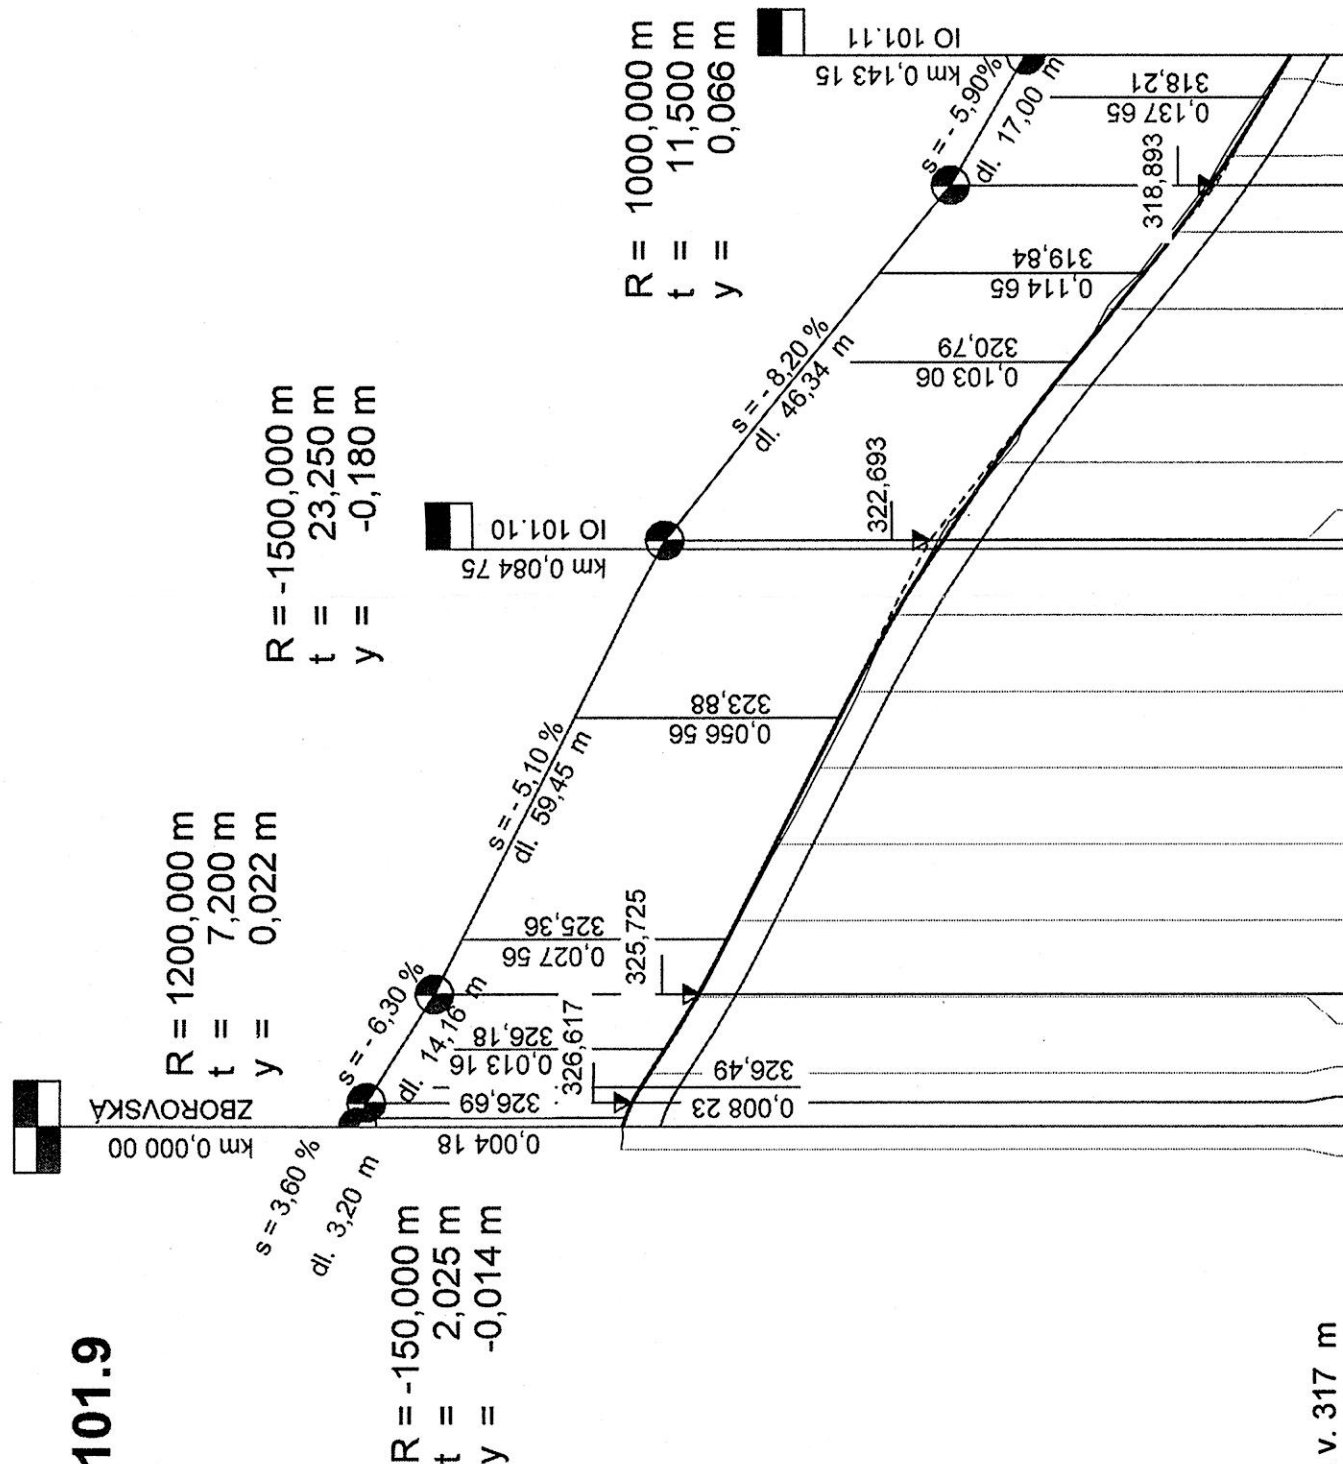 101.9
R = -150,000 m
t = 2,025 m
y = -0,014 m
s = 3,60 %
dl. 3,20 m
ZBOROVSKÁ
km 0,000 00
R = 1200,000 m
t = 7,200 m
y = 0,022 m
s = - 6,30 %
dl. 14,16 m
326,69
0,004 18
326,49
0,008 23
326,617
326,18
0,013 16
325,725
325,36
0,027 56
s = - 5,10 %
dl. 59,45 m
323,88
0,056 56
R = -1500,000 m
t = 23,250 m
y = -0,180 m
IO 101.10
km 0,084 75
322,693
s = - 8,20 %
dl. 46,34 m
320,79
0,103 06
319,84
0,114 65
R = 1000,000 m
t = 11,500 m
y = 0,066 m
318,893
s = - 5,90%
dl. 17,00 m
318,21
0,137 65
IO 101.11
km 0,143 15
v. 317 m